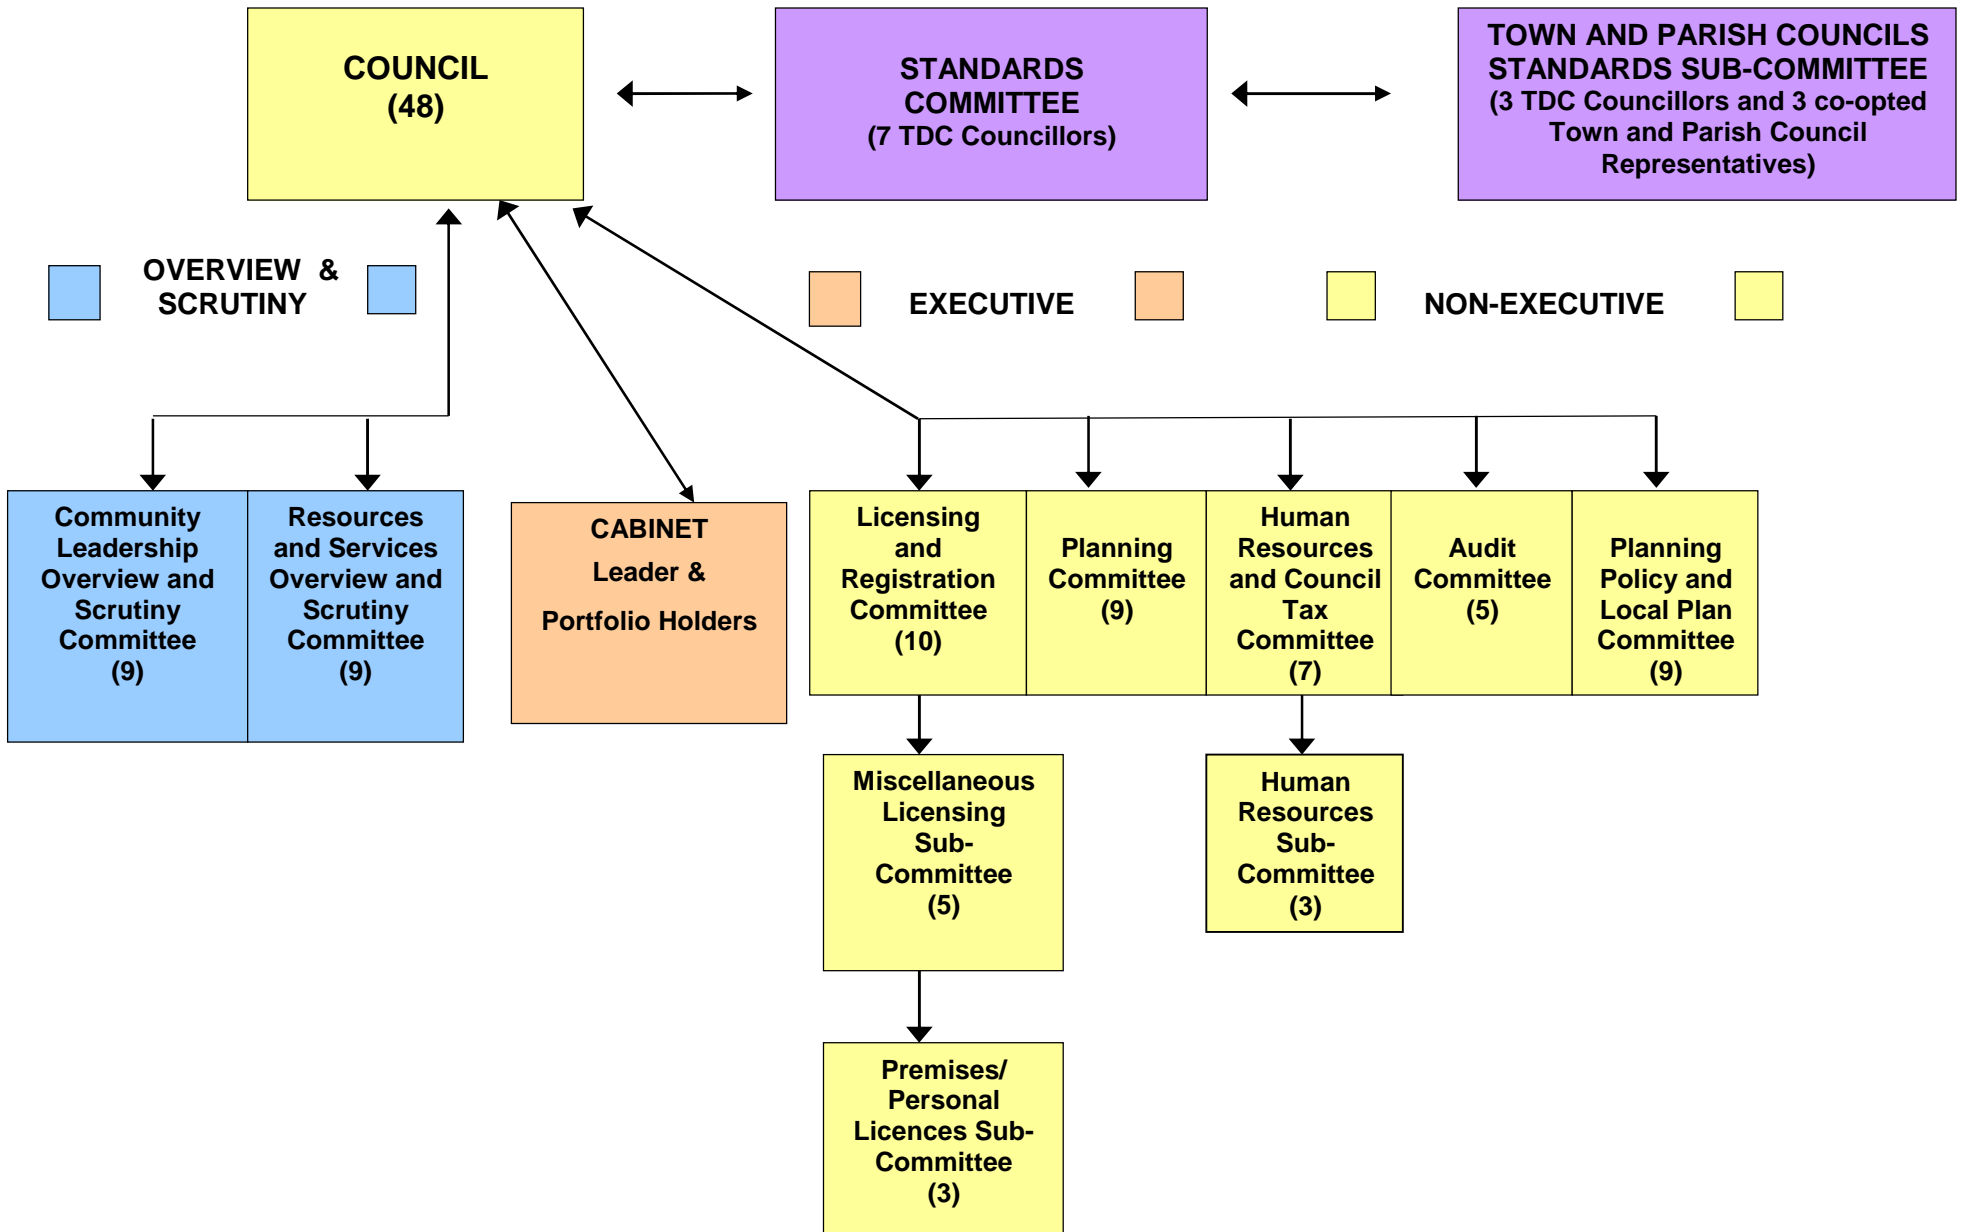 COUNCIL
(48)
STANDARDS
COMMITTEE
(7 TDC Councillors)
TOWN AND PARISH COUNCILS
STANDARDS SUB-COMMITTEE
(3 TDC Councillors and 3 co-opted
Town and Parish Council
Representatives)
OVERVIEW &
SCRUTINY
EXECUTIVE
NON-EXECUTIVE
Community
Leadership
Overview and
Scrutiny
Committee
(9)
Resources
and Services
Overview and
Scrutiny
Committee
(9)
CABINET
Leader &
Portfolio Holders
Licensing
and
Registration
Committee
(10)
Planning
Committee
(9)
Human
Resources
and Council
Tax
Committee
(7)
Audit
Committee
(5)
Planning
Policy and
Local Plan
Committee
(9)
Miscellaneous
Licensing
Sub-
Committee
(5)
Human
Resources
Sub-
Committee
(3)
Premises/
Personal
Licences Sub-
Committee
(3)